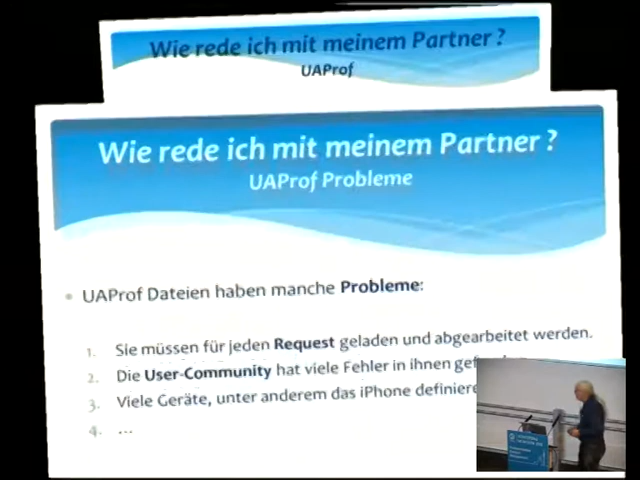 Wie rede ich mit meinem Partner ?
UAProf
Wie rede ich mit meinem Partner ?
UAProf Probleme
UAProf Dateien haben manche Probleme:
1. Sie müssen für jeden Request geladen und abgearbeitet werden.
2. Die User-Community hat viele Fehler in ihnen
3. Viele Geräte, unter anderem das iPhone
4. ...